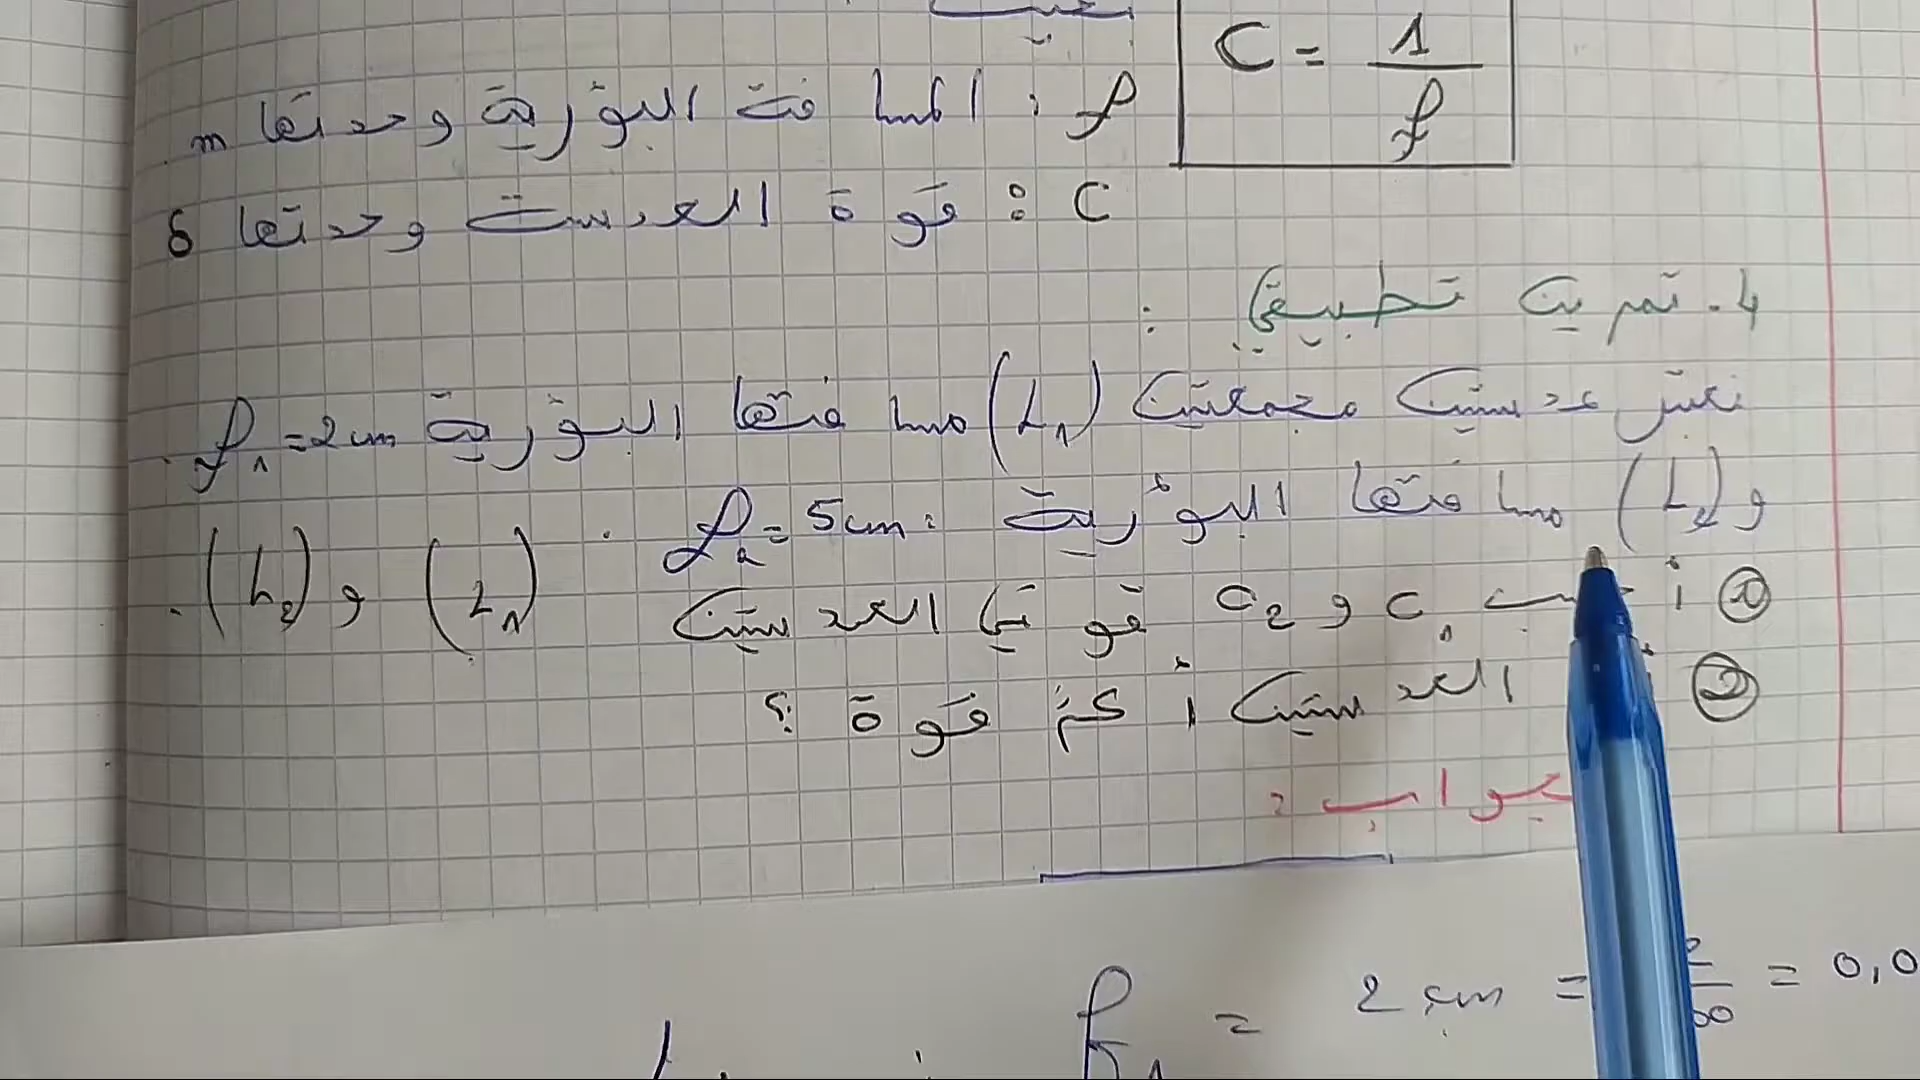 C = 1/f
f : المسافة البؤرية وحدتها m.
C : قوة العدسة وحدتها δ
4. تمرين تطبيقي :
نعتبر عدستين مجمعتين (L₁) مسافتها البؤرية f₁ = 2cm.
و (L₂) مسافتها البؤرية f₂ = 5cm.
① أحسب C₁ و C₂ قوتي العدستين (L₁) و (L₂).
② العدستين أكثر قوة ؟
جواب :
f₁ = 2 cm = = 0,0